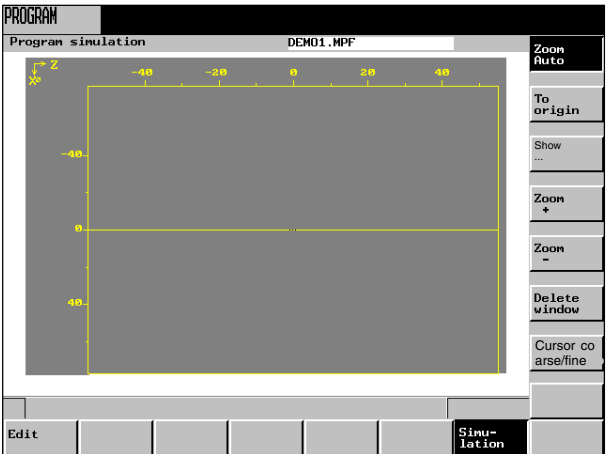 PROGRAM
Program simulation DEMO1.MPF
Zoom
Auto
Z
X
-40 -20 0 20 40
To
origin
Show
...
-40
Zoom
+
0
Zoom
-
40
Delete
window
Cursor co
arse/fine
Edit
Simu-
lation